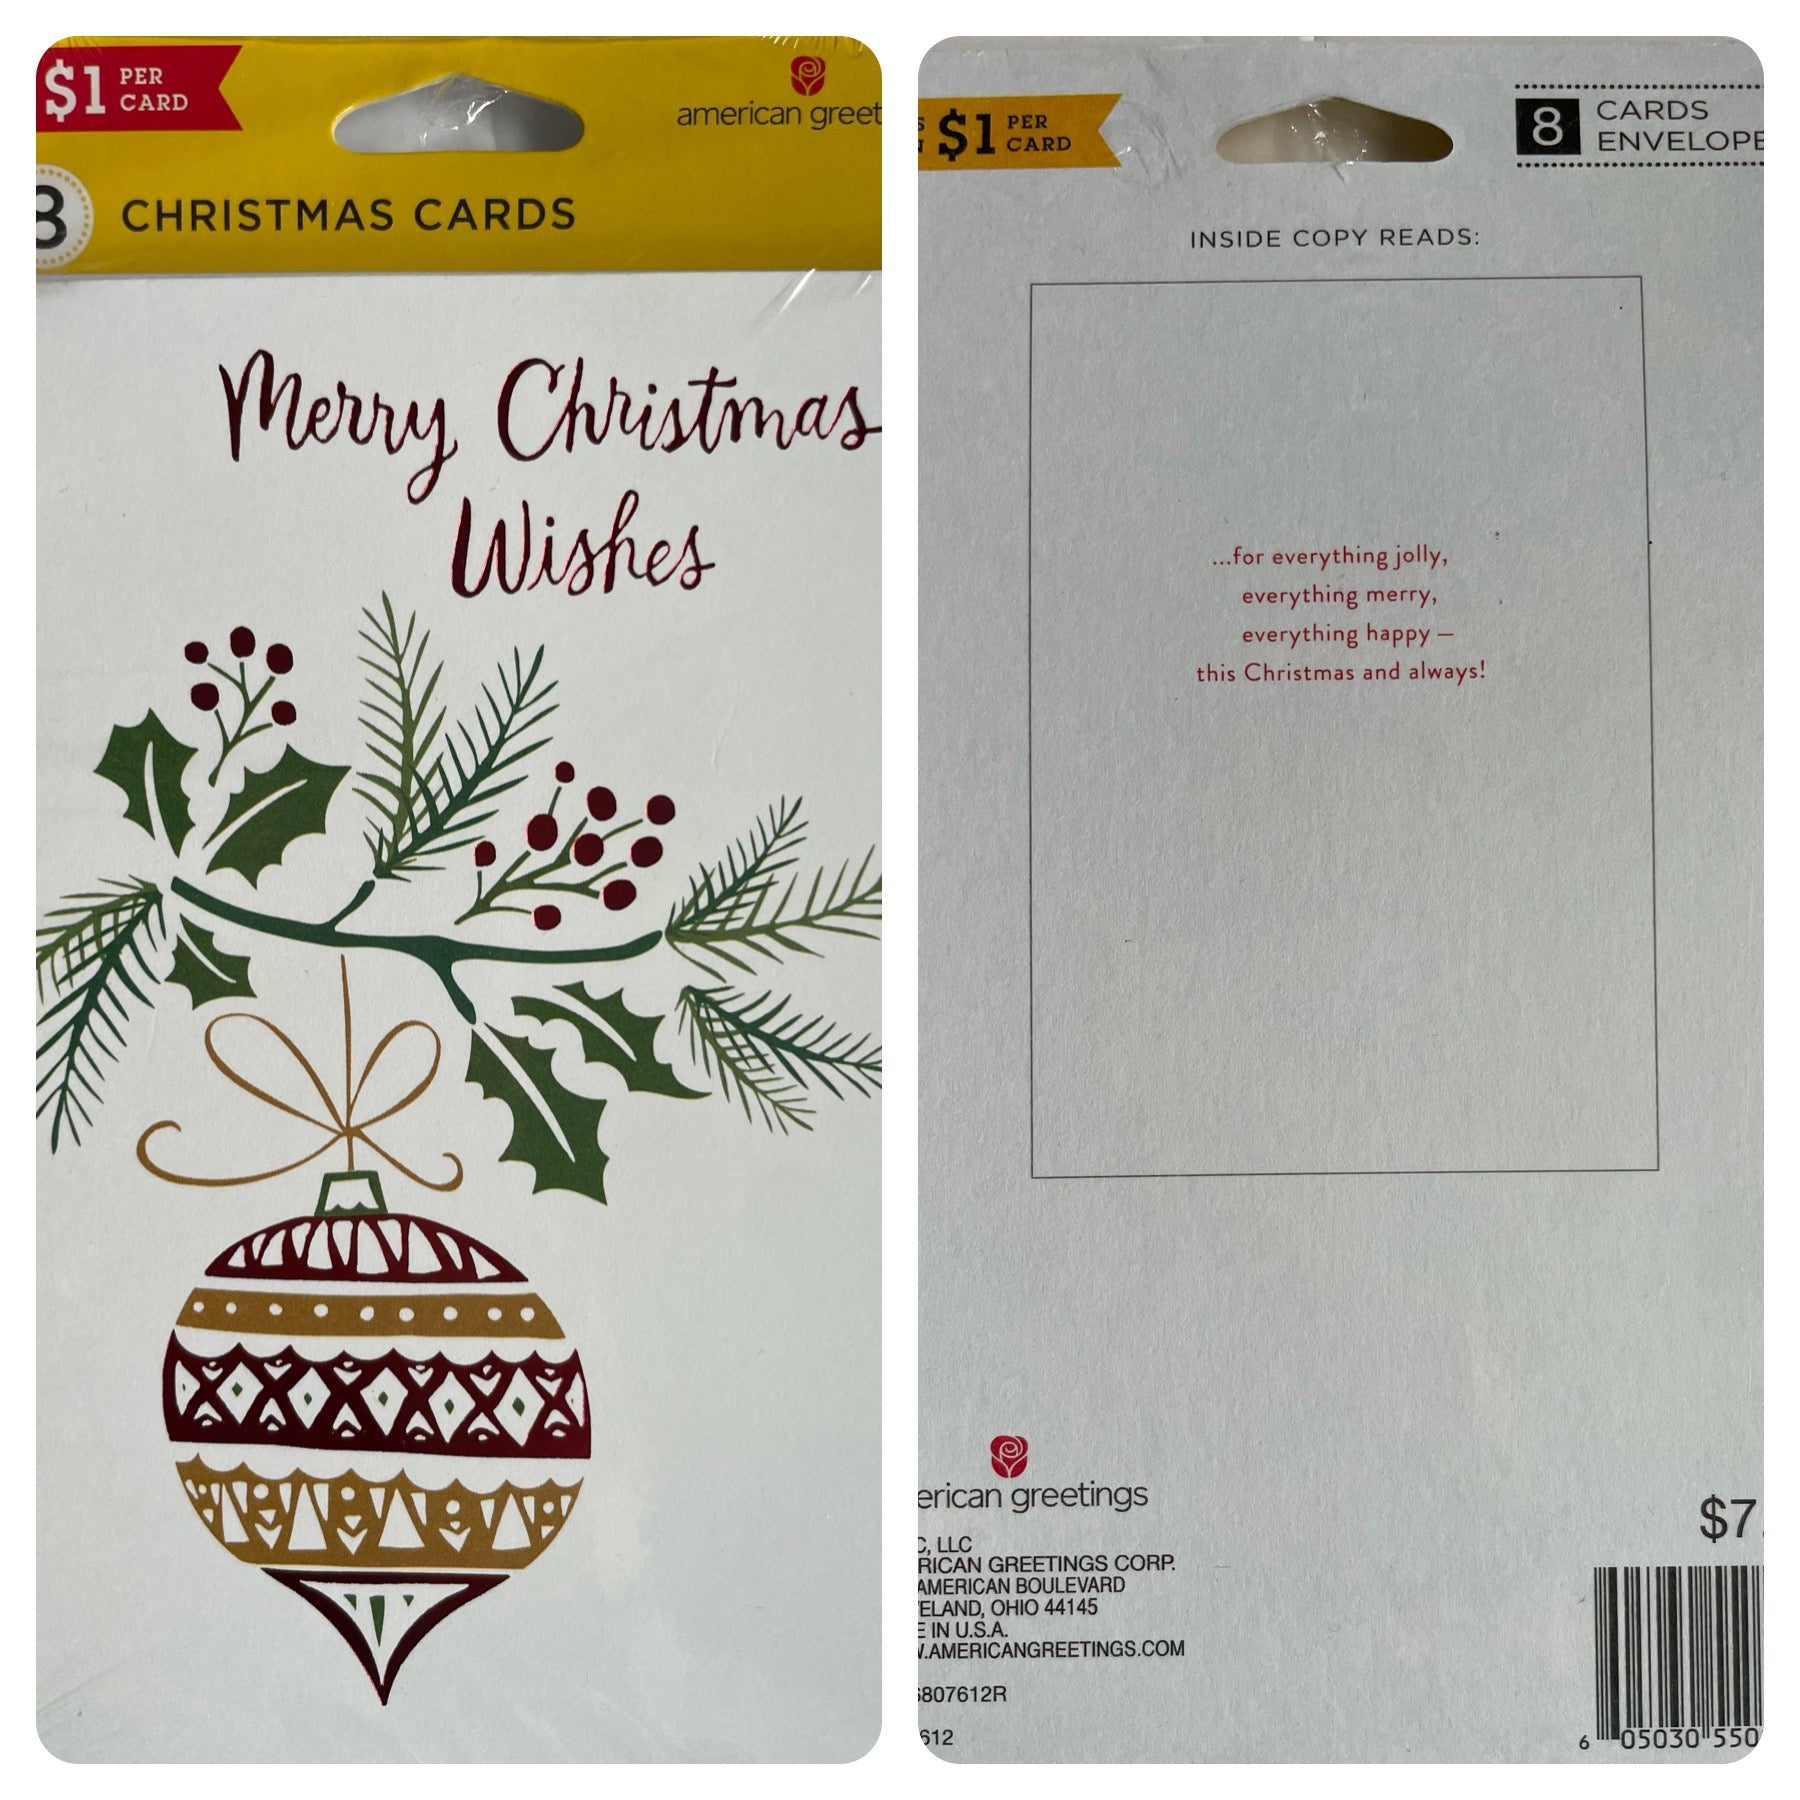 $1 PER CARD
american greet
8 CHRISTMAS CARDS
Merry Christmas
Wishes
$1 PER CARD
8 CARDS
ENVELOPE
INSIDE COPY READS:
...for everything jolly,
everything merry,
everything happy —
this Christmas and always!
erican greetings
C, LLC
RICAN GREETINGS CORP.
AMERICAN BOULEVARD
ELAND, OHIO 44145
E IN U.S.A.
.AMERICANGREETINGS.COM
$7.
6807612R
612
6 05030 550